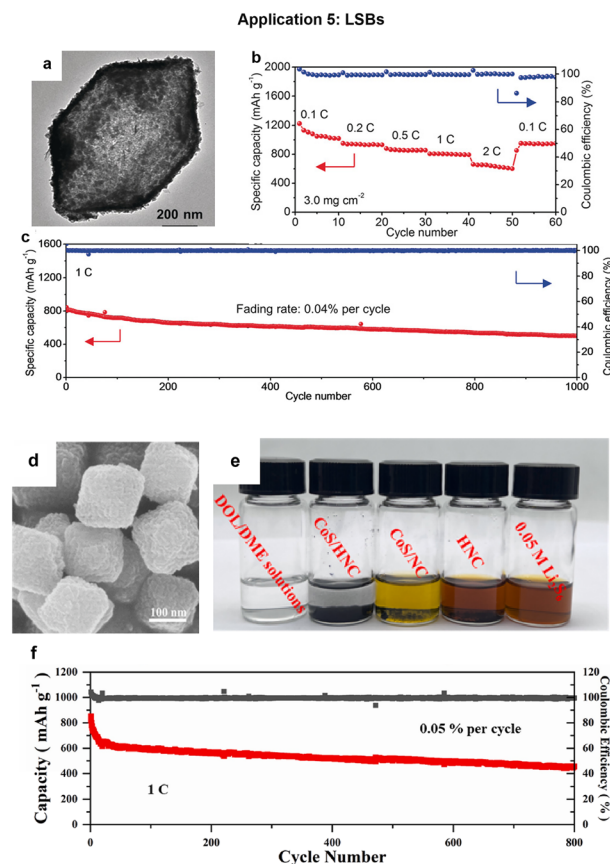 Application 5: LSBs
a
200 nm
b
2000
1600
1200
800
400
0
Specific capacity (mAh g⁻¹)
0.1 C
0.2 C
0.5 C
1 C
2 C
0.1 C
3.0 mg cm⁻²
100
80
60
40
20
0
Coulombic efficiency (%)
0 10 20 30 40 50 60
Cycle number
c
1600
1200
800
400
0
Specific capacity (mAh g⁻¹)
1 C
Fading rate: 0.04% per cycle
100
80
60
40
20
0
Coulombic efficiency (%)
0 200 400 600 800 1000
Cycle number
d
100 nm
e
DOL/DME solutions
CoS/HNC
CoS/NC
HNC
0.05 M
f
1200
1000
800
600
400
200
0
Capacity ( mAh g⁻¹)
0.05 % per cycle
1 C
120
100
80
60
40
20
0
Coulombic Efficiency ( % )
0 200 400 600 800
Cycle Number